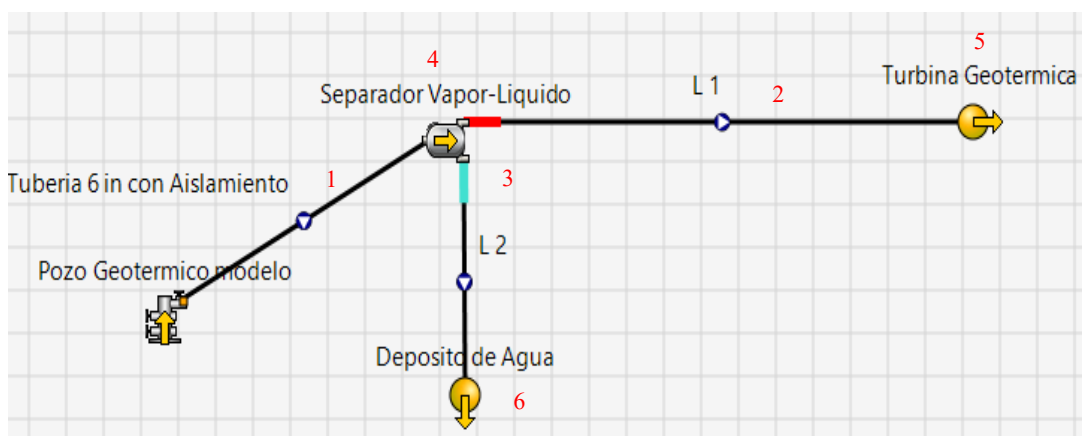 5
4
Turbina Geotermica
L 1
2
Separador Vapor-Liquido
Tuberia 6 in con Aislamiento
1
3
L 2
Pozo Geotermico modelo
Deposito de Agua
6